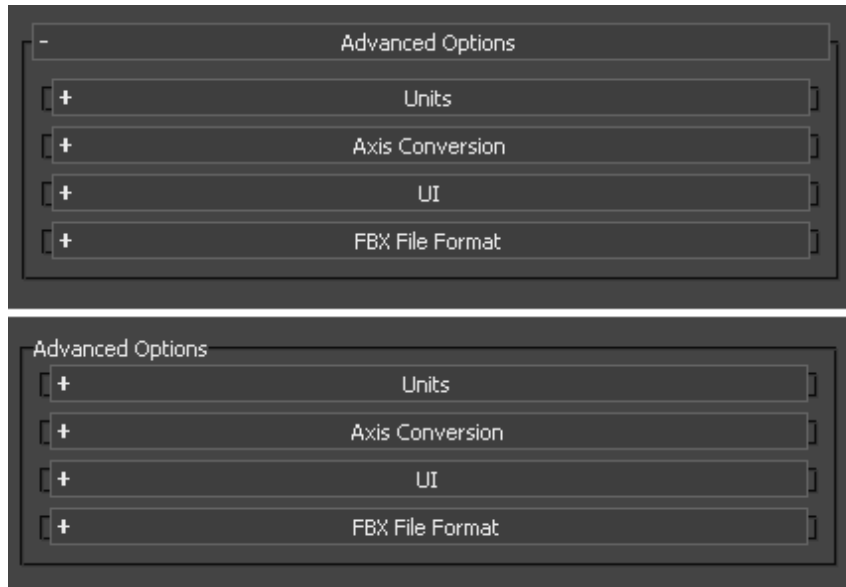 - Advanced Options
+ Units
+ Axis Conversion
+ UI
+ FBX File Format
Advanced Options
+ Units
+ Axis Conversion
+ UI
+ FBX File Format